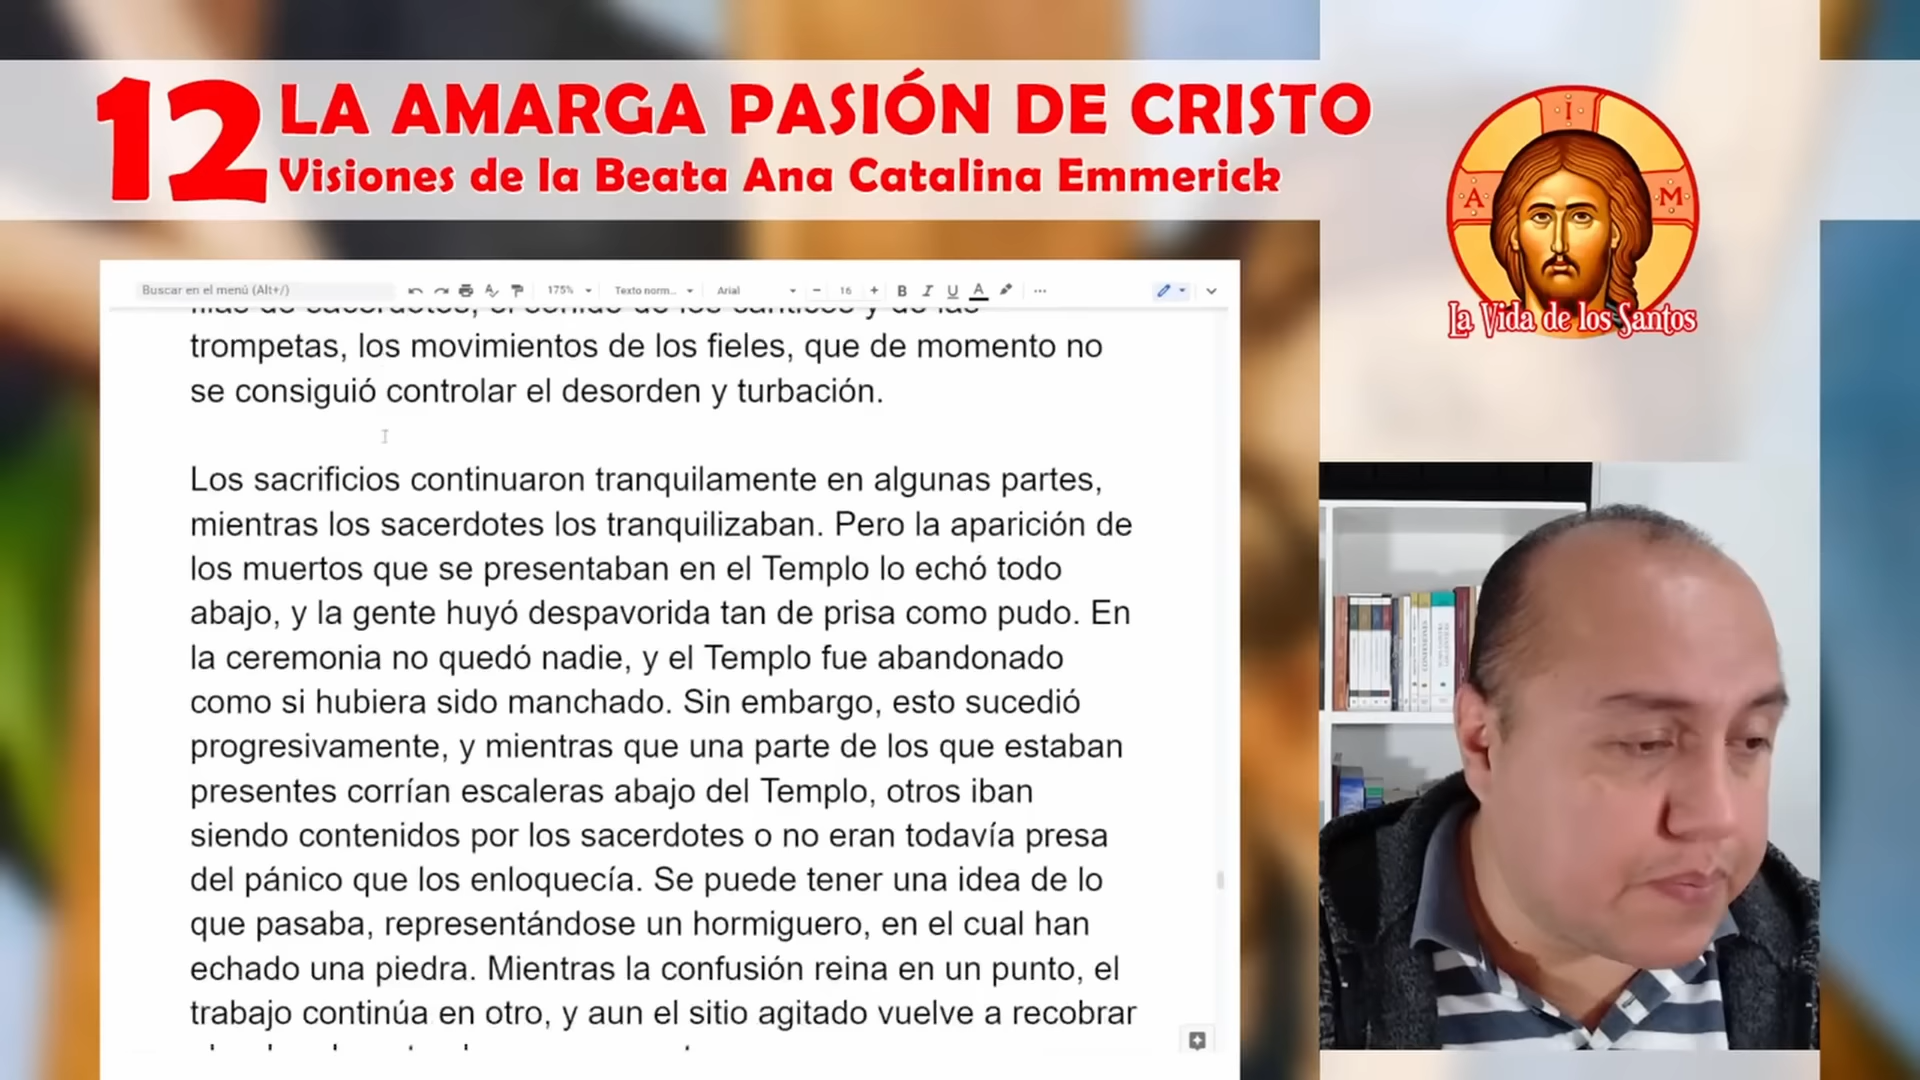 12 LA AMARGA PASIÓN DE CRISTO
Visiones de la Beata Ana Catalina Emmerick
I
A M
La Vida de los Santos
Buscar en el menú (Alt+/)
175%
Texto norm...
Arial
16
B I U A
trompetas, los movimientos de los fieles, que de momento no
se consiguió controlar el desorden y turbación.
Los sacrificios continuaron tranquilamente en algunas partes,
mientras los sacerdotes los tranquilizaban. Pero la aparición de
los muertos que se presentaban en el Templo lo echó todo
abajo, y la gente huyó despavorida tan de prisa como pudo. En
la ceremonia no quedó nadie, y el Templo fue abandonado
como si hubiera sido manchado. Sin embargo, esto sucedió
progresivamente, y mientras que una parte de los que estaban
presentes corrían escaleras abajo del Templo, otros iban
siendo contenidos por los sacerdotes o no eran todavía presa
del pánico que los enloquecía. Se puede tener una idea de lo
que pasaba, representándose un hormiguero, en el cual han
echado una piedra. Mientras la confusión reina en un punto, el
trabajo continúa en otro, y aun el sitio agitado vuelve a recobrar